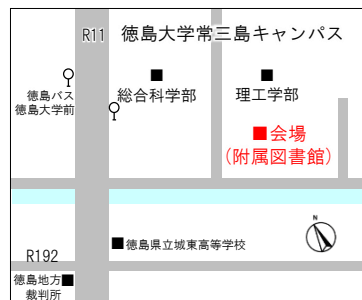 R11 徳島大学常三島キャンパス
徳島バス
徳島大学前
■
総合科学部
■
理工学部
■会場
(附属図書館)
N
■徳島県立城東高等学校
R192
徳島地方■
裁判所